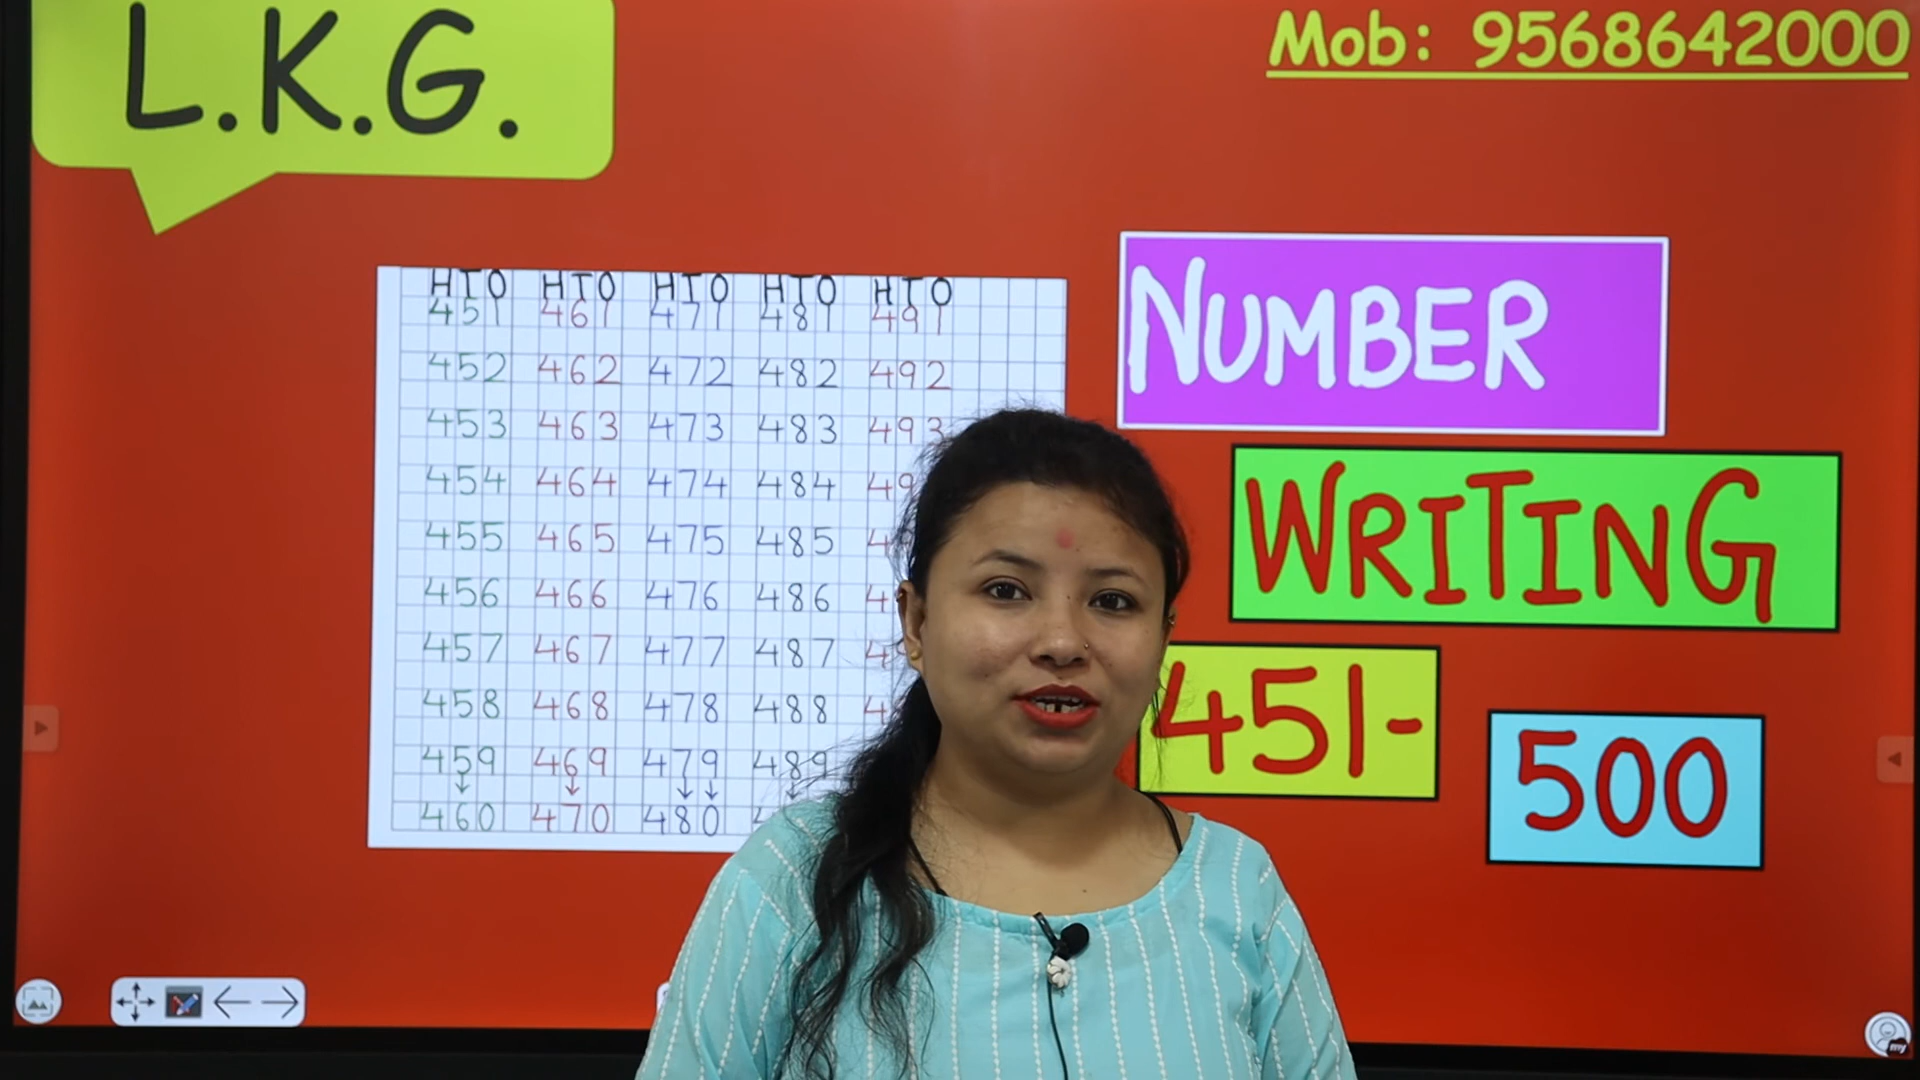 L.K.G.
Mob: 9568642000
HTO HTO HTO HTO HTO
451 461 471 481 491
452 462 472 482 492
453 463 473 483 493
454 464 474 484
455 465 475 485
456 466 476 486
457 467 477 487
458 468 478 488
459 469 479 489
460 470 480
NUMBER
WRITING
451-
500